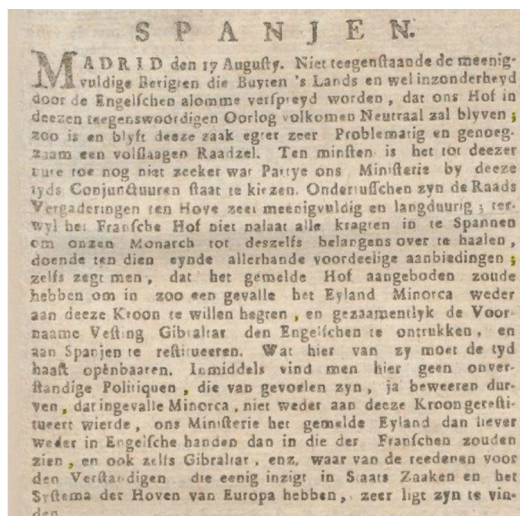 SPANJEN.
MADRID den 17 Augusty. Niet teegenstaande de meenig-
vuldige Berigten die Buyten 's Lands en wel inzonderheyd
door de Engelschen alomme verspreyd worden, dat ons Hof in
deezen teegenswoordigen Oorlog volkomen Neutraal zal blyven;
zoo is en blyft deeze zaak egter zeer Problematig en genoeg-
zaam een volslaagen Raadzel. Ten minsten is het tot deezer
uure toe nog niet zeeker wat Partye ons Ministerie by deeze
tyds Conjunctuuren staat te kiezen. Ondertusschen zyn de Raads
Vergaderingen ten Hove zeer meenigvuldig en langduurig; ter-
wyl het Fransche Hof niet nalaat alle kragten in te Spannen
om onzen Monarch tot deszelfs belangens over te haalen,
doende ten dien eynde allerhande voordeelige aanbiedingen;
zelfs zegt men, dat het gemelde Hof aangeboden zoude
hebben om in zoo een gevalle het Eyland Minorca weder
aan deeze Kroon te willen hegten, en gezaamentlyk de Voor-
naame Vesting Gibraltar den Engelschen te ontrukken, en
aan Spanjen te restitueeren. Wat hier van zy moet de tyd
haast openbaaren. Inmiddels vind men hier geen onver-
standige Politiquen, die van gevoelen zyn, ja beweeren dur-
ven, dat ingevalle Minorca, niet weder aan deeze Kroon geresti-
tueert wierde, ons Ministerie het gemelde Eyland dan liever
weder in Engelsche handen dan in die der Franschen zouden
zien, en ook zelfs Gibraltar, enz. waar van de reedenen voor
den Verstandigen die eenig inzigt in Staats Zaaken en het
Systema der Hoven van Europa hebben, zeer ligt zyn te vin-
den